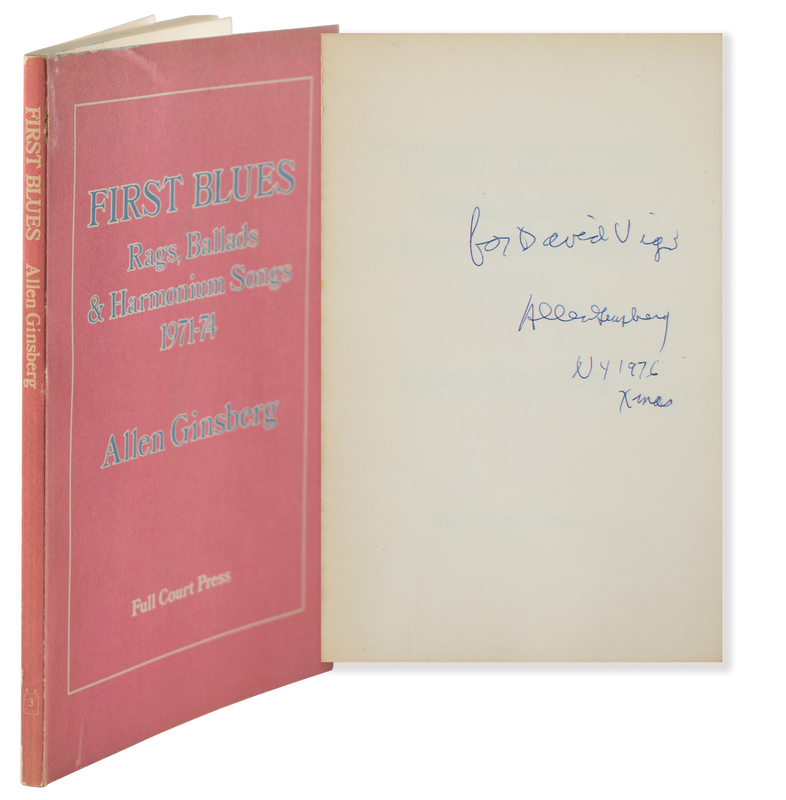 FIRST BLUES Allen Ginsberg
3
FIRST BLUES
Rags, Ballads
& Harmonium Songs
1971-74
Allen Ginsberg
Full Court Press
for David Vigi
Allen Ginsberg
NY 1976
Xmas